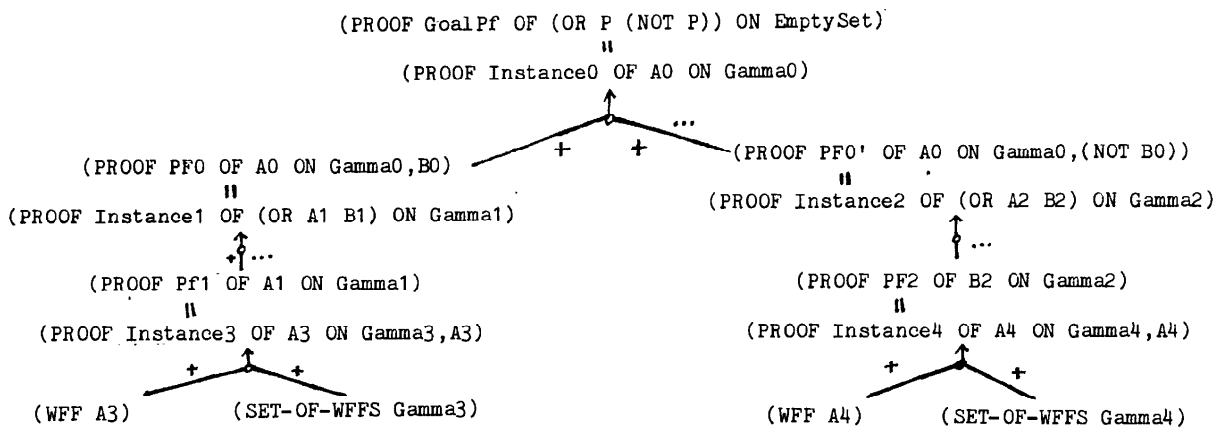 (PROOF GoalPf OF (OR P (NOT P)) ON EmptySet)
=
(PROOF Instance0 OF A0 ON Gamma0)
...
+ +
(PROOF PF0 OF A0 ON Gamma0,B0) (PROOF PF0' OF A0 ON Gamma0,(NOT B0))
= =
(PROOF Instance1 OF (OR A1 B1) ON Gamma1) (PROOF Instance2 OF (OR A2 B2) ON Gamma2)
+ ... ...
(PROOF Pf1 OF A1 ON Gamma1) (PROOF PF2 OF B2 ON Gamma2)
= =
(PROOF Instance3 OF A3 ON Gamma3,A3) (PROOF Instance4 OF A4 ON Gamma4,A4)
+ + + +
(WFF A3) (SET-OF-WFFS Gamma3) (WFF A4) (SET-OF-WFFS Gamma4)